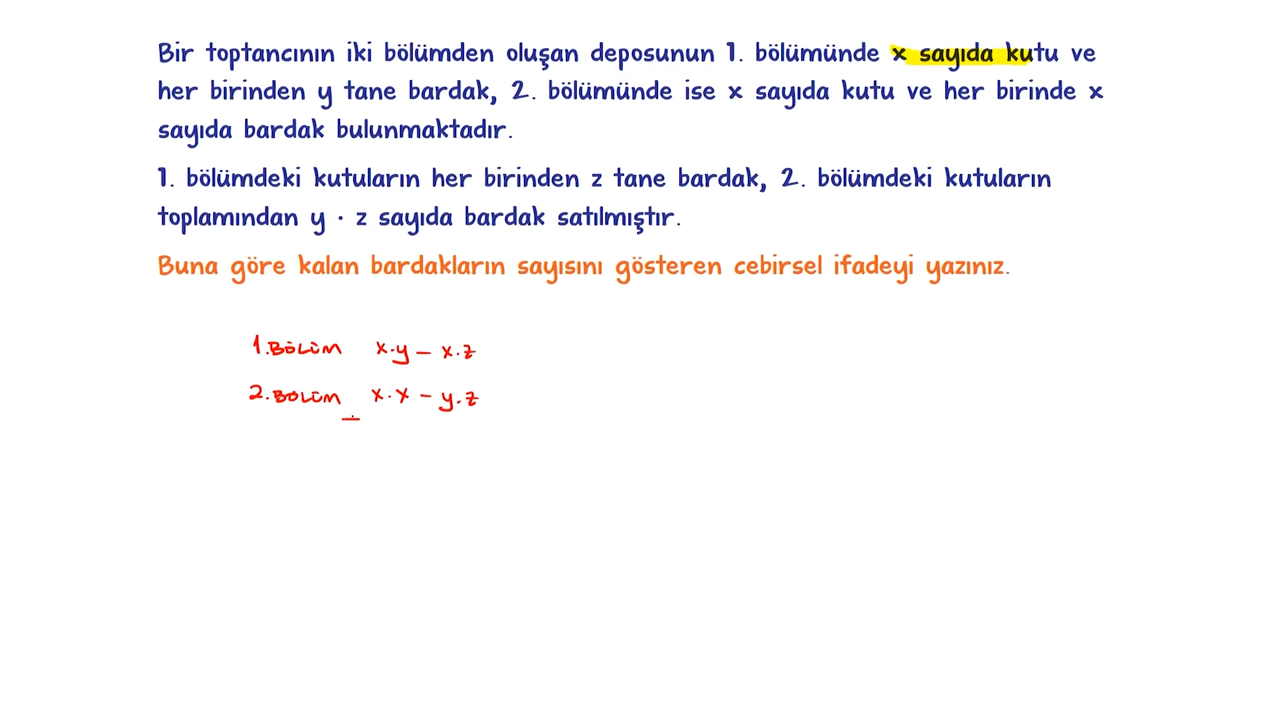 Bir toptancının iki bölümden oluşan deposunun 1. bölümünde x sayıda kutu ve
her birinden y tane bardak, 2. bölümünde ise x sayıda kutu ve her birinde x
sayıda bardak bulunmaktadır.
1. bölümdeki kutuların her birinden z tane bardak, 2. bölümdeki kutuların
toplamından y · z sayıda bardak satılmıştır.
Buna göre kalan bardakların sayısını gösteren cebirsel ifadeyi yazınız.
1.BÖLÜM x.y – x.z
2.BÖLÜM x.x – y.z